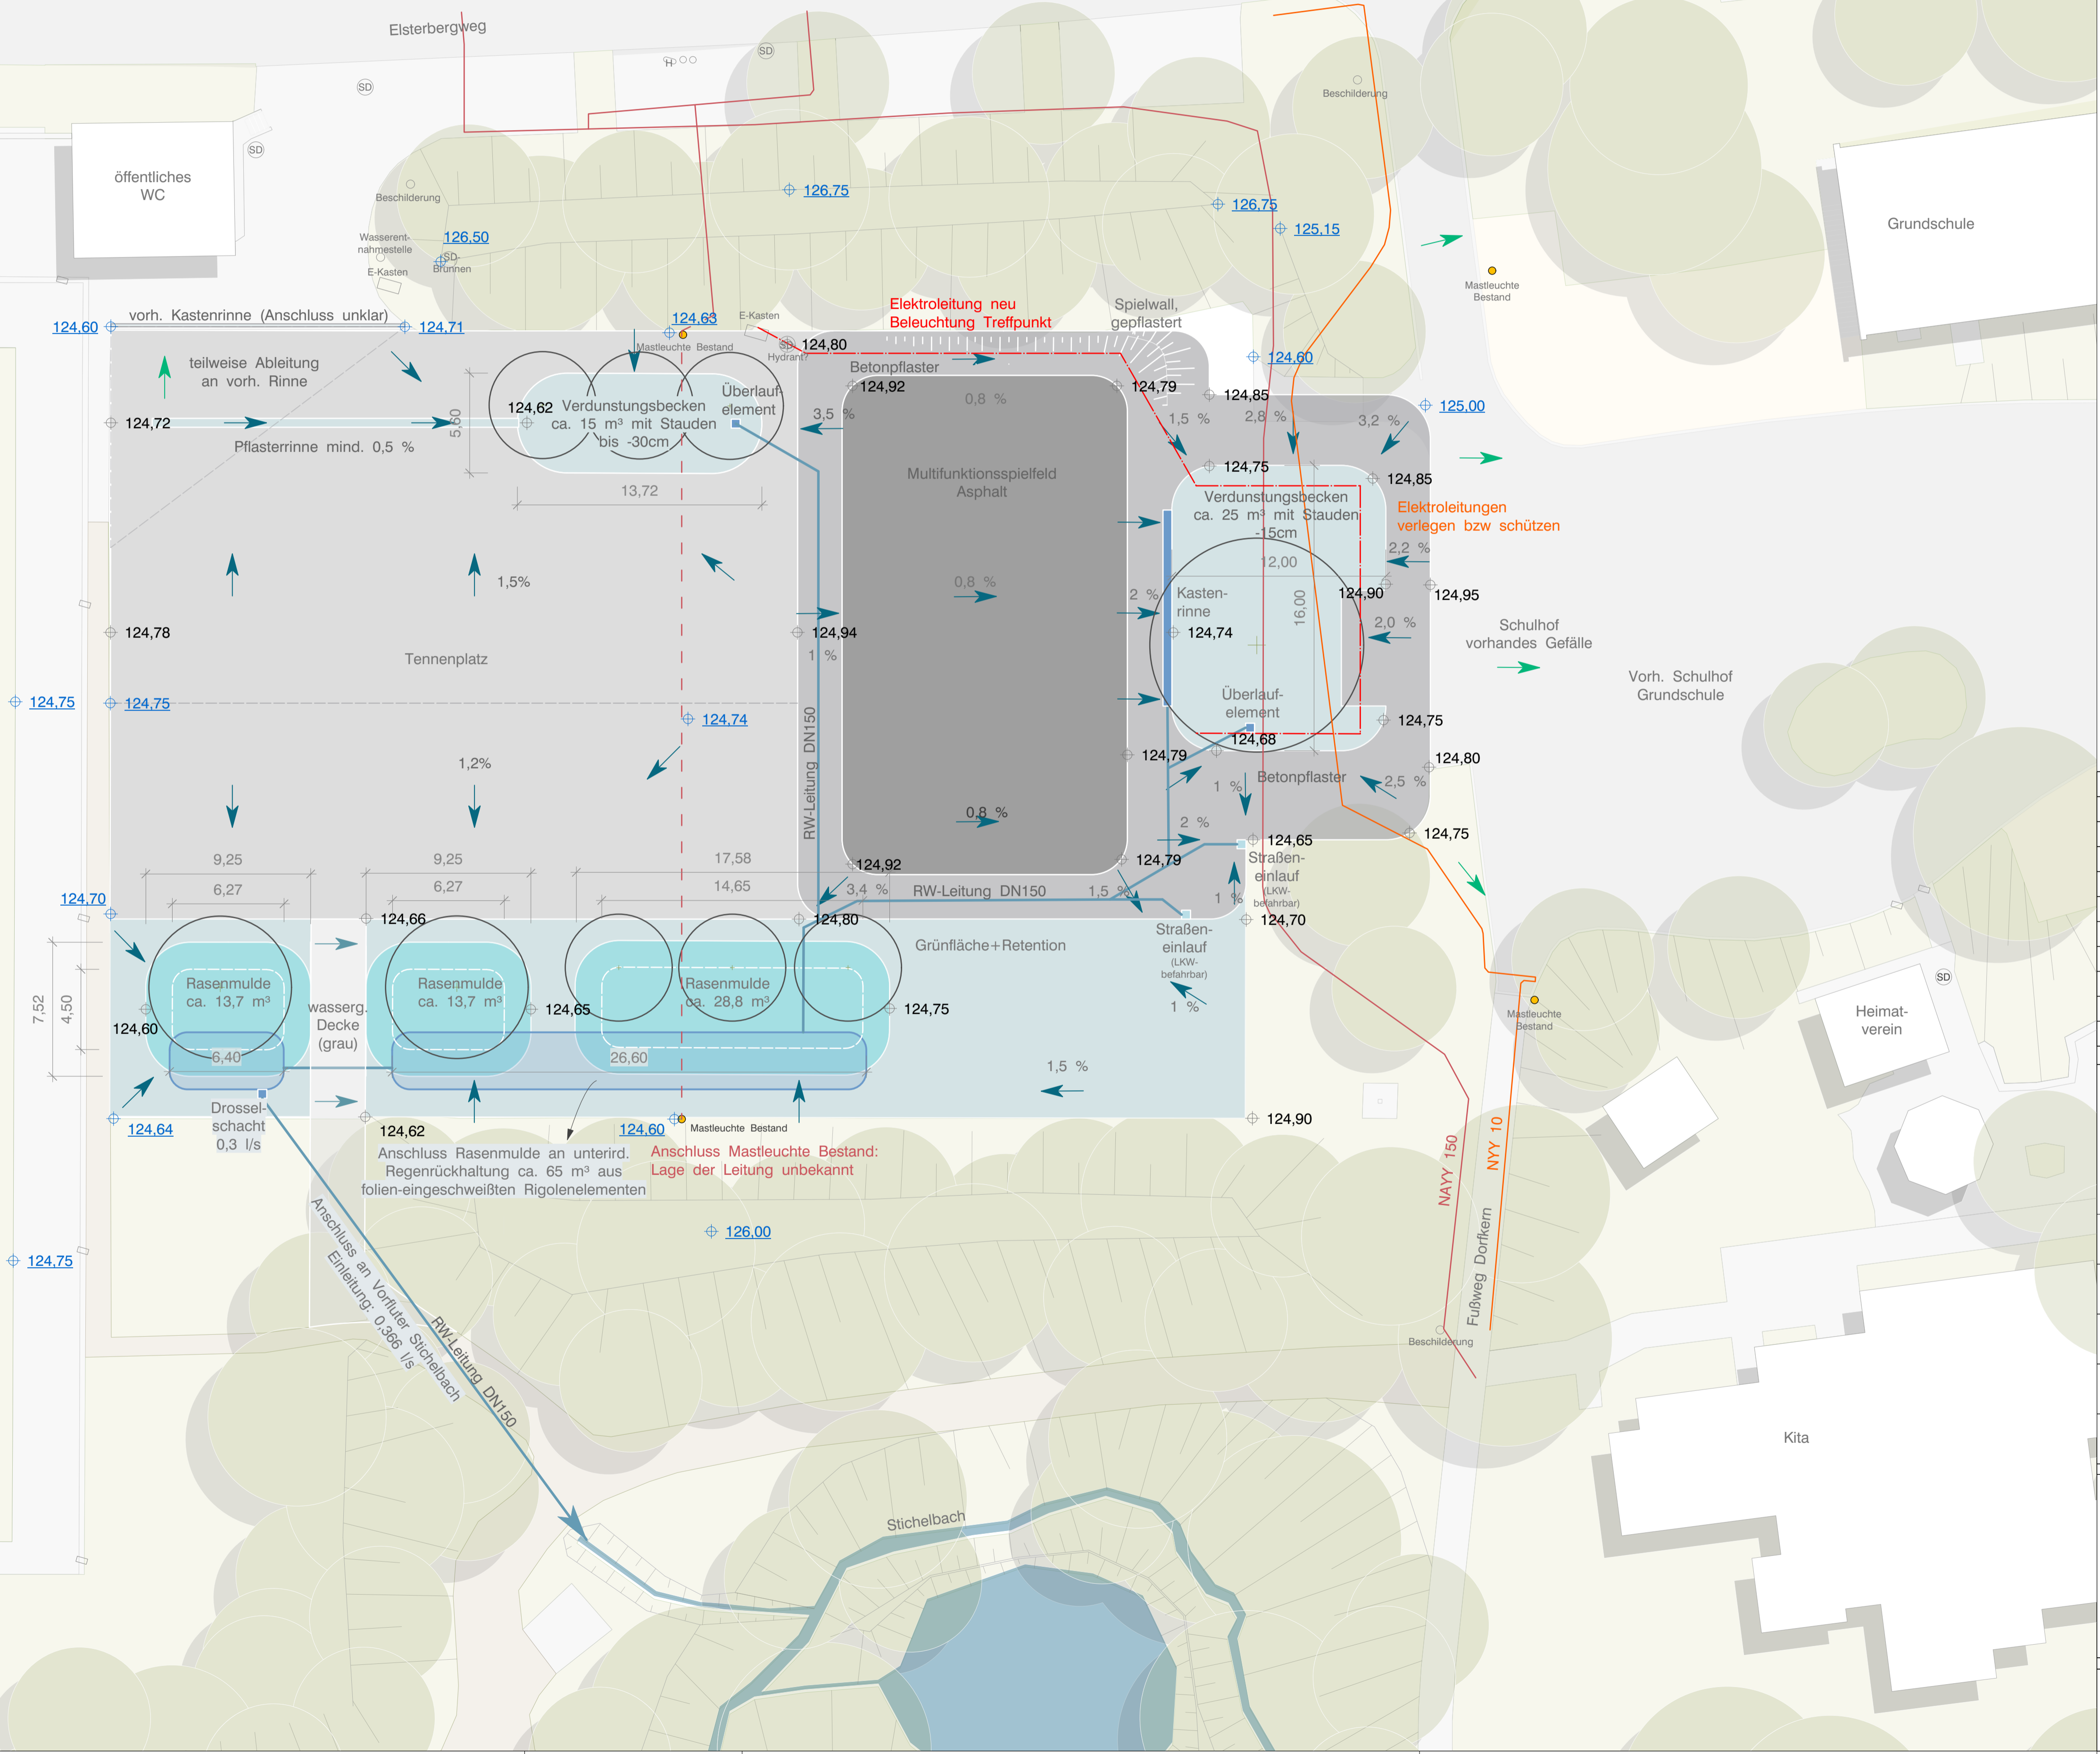 Elsterbergweg
SD
SD
SD
H
Beschilderung
öffentliches
WC
Beschilderung
126,75
126,75
125,15
Grundschule
Wasserent-
nahmestelle
126,50
SD-
Brunnen
E-Kasten
Mastleuchte
Bestand
vorh. Kastenrinne (Anschluss unklar)
124,60
124,71
124,63
E-Kasten
Elektroleitung neu
Beleuchtung Treffpunkt
Spielwall,
gepflastert
Mastleuchte Bestand
SD
Hydrant?
124,80
124,60
teilweise Ableitung
an vorh. Rinne
Betonpflaster
124,92
0,8 %
124,79
124,85
125,00
124,72
124,62
Verdunstungsbecken
ca. 15 m³ mit Stauden
bis -30cm
Überlauf-
element
3,5 %
1,5 %
2,8 %
3,2 %
5,60
Pflasterrinne mind. 0,5 %
13,72
Multifunktionsspielfeld
Asphalt
124,75
124,85
Verdunstungsbecken
ca. 25 m³ mit Stauden
-15cm
Elektroleitungen
verlegen bzw schützen
1,5%
0,8 %
2 %
12,00
2,2 %
Kasten-
rinne
16,00
124,90
124,95
124,78
124,94
124,74
2,0 %
Schulhof
vorhandes Gefälle
Tennenplatz
1 %
Vorh. Schulhof
Grundschule
124,75
124,75
124,74
Überlauf-
element
124,75
124,68
RW-Leitung DN150
124,79
1,2%
Betonpflaster
124,80
1 %
2,5 %
0,8 %
2 %
124,65
124,75
9,25
9,25
17,58
124,92
124,79
Straßen-
einlauf
(LKW-
befahrbar)
6,27
6,27
14,65
3,4 %
RW-Leitung DN150
1,5 %
1 %
124,70
124,66
124,80
124,70
Grünfläche+Retention
Straßen-
einlauf
(LKW-
befahrbar)
1 %
7,52
4,50
Rasenmulde
ca. 13,7 m³
Rasenmulde
ca. 13,7 m³
Rasenmulde
ca. 28,8 m³
wasserg.
Decke
(grau)
124,60
124,65
124,75
SD
Mastleuchte
Bestand
Heimat-
verein
6,40
26,60
1,5 %
Drossel-
schacht
0,3 l/s
124,64
124,62
124,60
Mastleuchte Bestand
124,90
Anschluss Rasenmulde an unterird.
Regenrückhaltung ca. 65 m³ aus
folien-eingeschweißten Rigolenelementen
Anschluss Mastleuchte Bestand:
Lage der Leitung unbekannt
NAYY 150
NYY 10
126,00
124,75
Anschluss an Vorfluter Stichelbach
Einleitung: 0,366 l/s
RW-Leitung DN150
Fußweg Dorfkern
Beschilderung
Kita
Stichelbach